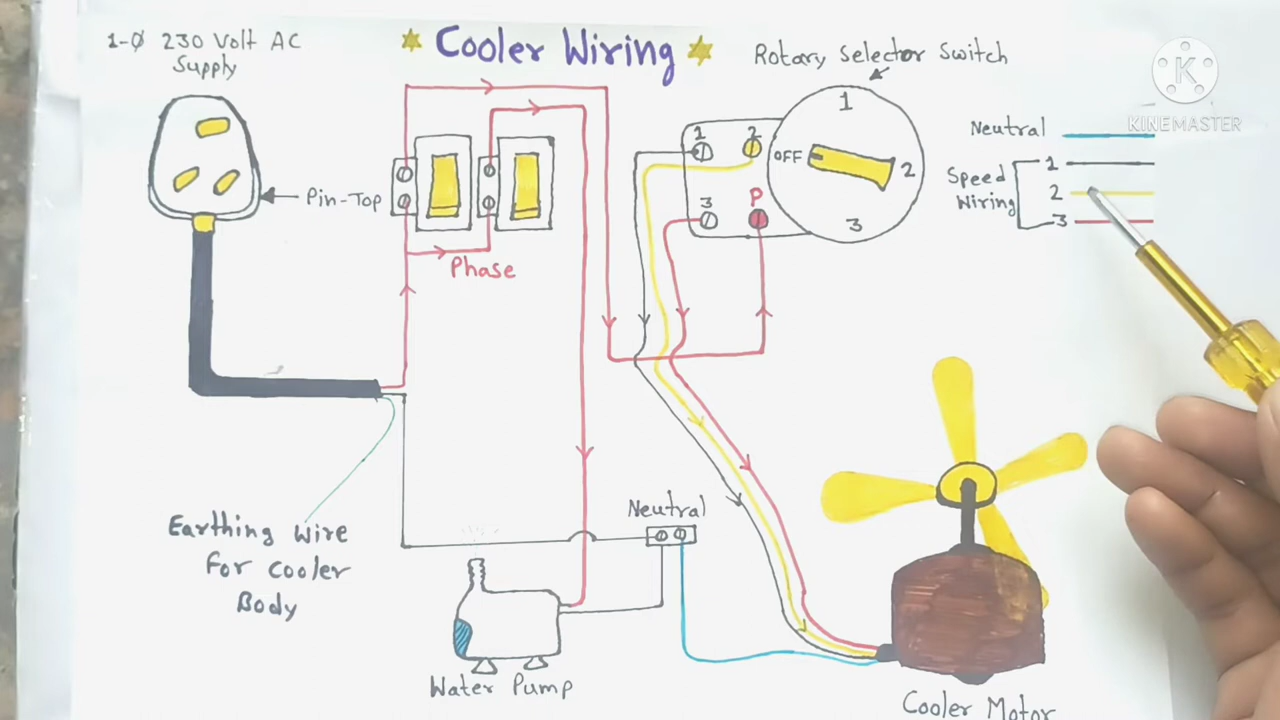 1-Ø 230 Volt AC
Supply
Cooler Wiring
Rotary Selector Switch
KINEMASTER
K
Pin-Top
Phase
1 2
3 P
OFF
1
2
3
Neutral
Speed
Wiring
1
2
3
Earthing wire
For cooler
Body
Neutral
Water Pump
Cooler Motor